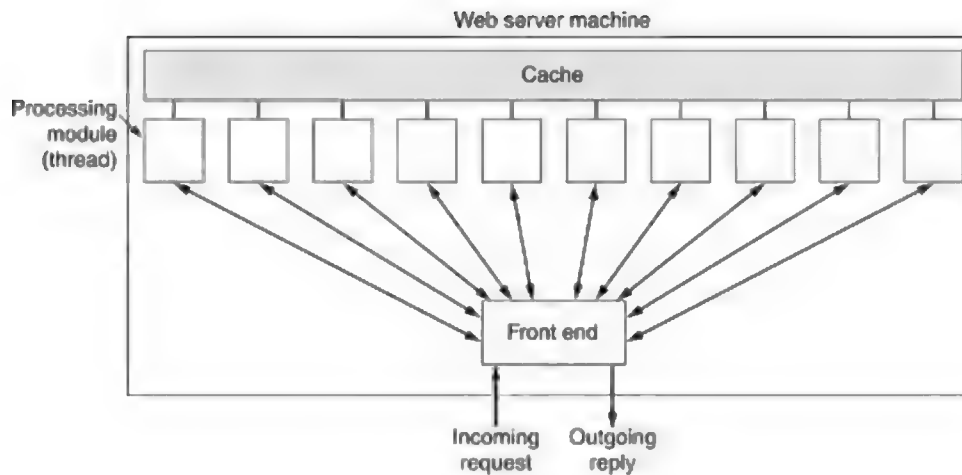 Web server machine
Cache
Processing
module
(thread)
Front end
Incoming
request
Outgoing
reply